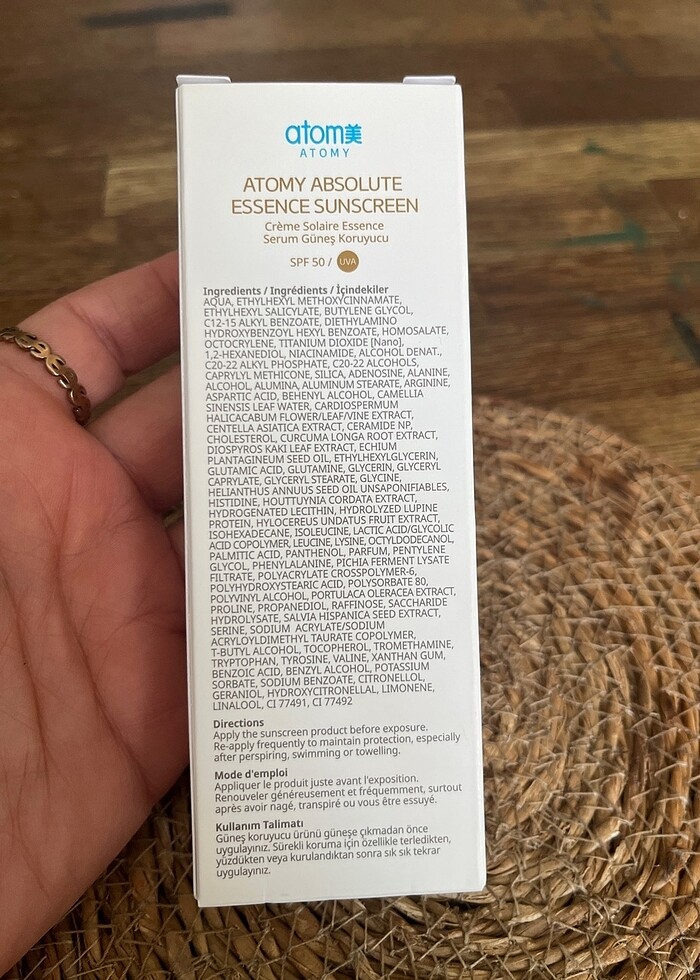 atom美
ATOMY
ATOMY ABSOLUTE
ESSENCE SUNSCREEN
Crème Solaire Essence
Serum Güneş Koruyucu
SPF 50 / UVA
Ingredients / Ingrédients / İçindekiler
AQUA, ETHYLHEXYL METHOXYCINNAMATE,
ETHYLHEXYL SALICYLATE, BUTYLENE GLYCOL,
C12-15 ALKYL BENZOATE, DIETHYLAMINO
HYDROXYBENZOYL HEXYL BENZOATE, HOMOSALATE,
OCTOCRYLENE, TITANIUM DIOXIDE [Nano],
1,2-HEXANEDIOL, NIACINAMIDE, ALCOHOL DENAT.,
C20-22 ALKYL PHOSPHATE, C20-22 ALCOHOLS,
CAPRYLYL METHICONE, SILICA, ADENOSINE, ALANINE,
ALCOHOL, ALUMINA, ALUMINUM STEARATE, ARGININE,
ASPARTIC ACID, BEHENYL ALCOHOL, CAMELLIA
SINENSIS LEAF WATER, CARDIOSPERMUM
HALICACABUM FLOWER/LEAF/VINE EXTRACT,
CENTELLA ASIATICA EXTRACT, CERAMIDE NP,
CHOLESTEROL, CURCUMA LONGA ROOT EXTRACT,
DIOSPYROS KAKI LEAF EXTRACT, ECHIUM
PLANTAGINEUM SEED OIL, ETHYLHEXYLGLYCERIN,
GLUTAMIC ACID, GLUTAMINE, GLYCERIN, GLYCERYL
CAPRYLATE, GLYCERYL STEARATE, GLYCINE,
HELIANTHUS ANNUUS SEED OIL UNSAPONIFIABLES,
HISTIDINE, HOUTTUYNIA CORDATA EXTRACT,
HYDROGENATED LECITHIN, HYDROLYZED LUPINE
PROTEIN, HYLOCEREUS UNDATUS FRUIT EXTRACT,
ISOHEXADECANE, ISOLEUCINE, LACTIC ACID/GLYCOLIC
ACID COPOLYMER, LEUCINE, LYSINE, OCTYLDODECANOL,
PALMITIC ACID, PANTHENOL, PARFUM, PENTYLENE
GLYCOL, PHENYLALANINE, PICHIA FERMENT LYSATE
FILTRATE, POLYACRYLATE CROSSPOLYMER-6,
POLYHYDROXYSTEARIC ACID, POLYSORBATE 80,
POLYVINYL ALCOHOL, PORTULACA OLERACEA EXTRACT,
PROLINE, PROPANEDIOL, RAFFINOSE, SACCHARIDE
HYDROLYSATE, SALVIA HISPANICA SEED EXTRACT,
SERINE, SODIUM ACRYLATE/SODIUM
ACRYLOYLDIMETHYL TAURATE COPOLYMER,
T-BUTYL ALCOHOL, TOCOPHEROL, TROMETHAMINE,
TRYPTOPHAN, TYROSINE, VALINE, XANTHAN GUM,
BENZOIC ACID, BENZYL ALCOHOL, POTASSIUM
SORBATE, SODIUM BENZOATE, CITRONELLOL,
GERANIOL, HYDROXYCITRONELLAL, LIMONENE,
LINALOOL, CI 77491, CI 77492
Directions
Apply the sunscreen product before exposure.
Re-apply frequently to maintain protection, especially
after perspiring, swimming or towelling.
Mode d'emploi
Appliquer le produit juste avant l'exposition.
Renouveler généreusement et fréquemment, surtout
après avoir nagé, transpiré ou vous être essuyé.
Kullanım Talimatı
Güneş koruyucu ürünü güneşe çıkmadan önce
uygulayınız. Sürekli koruma için özellikle terledikten,
yüzdükten veya kurulandıktan sonra sık sık tekrar
uygulayınız.